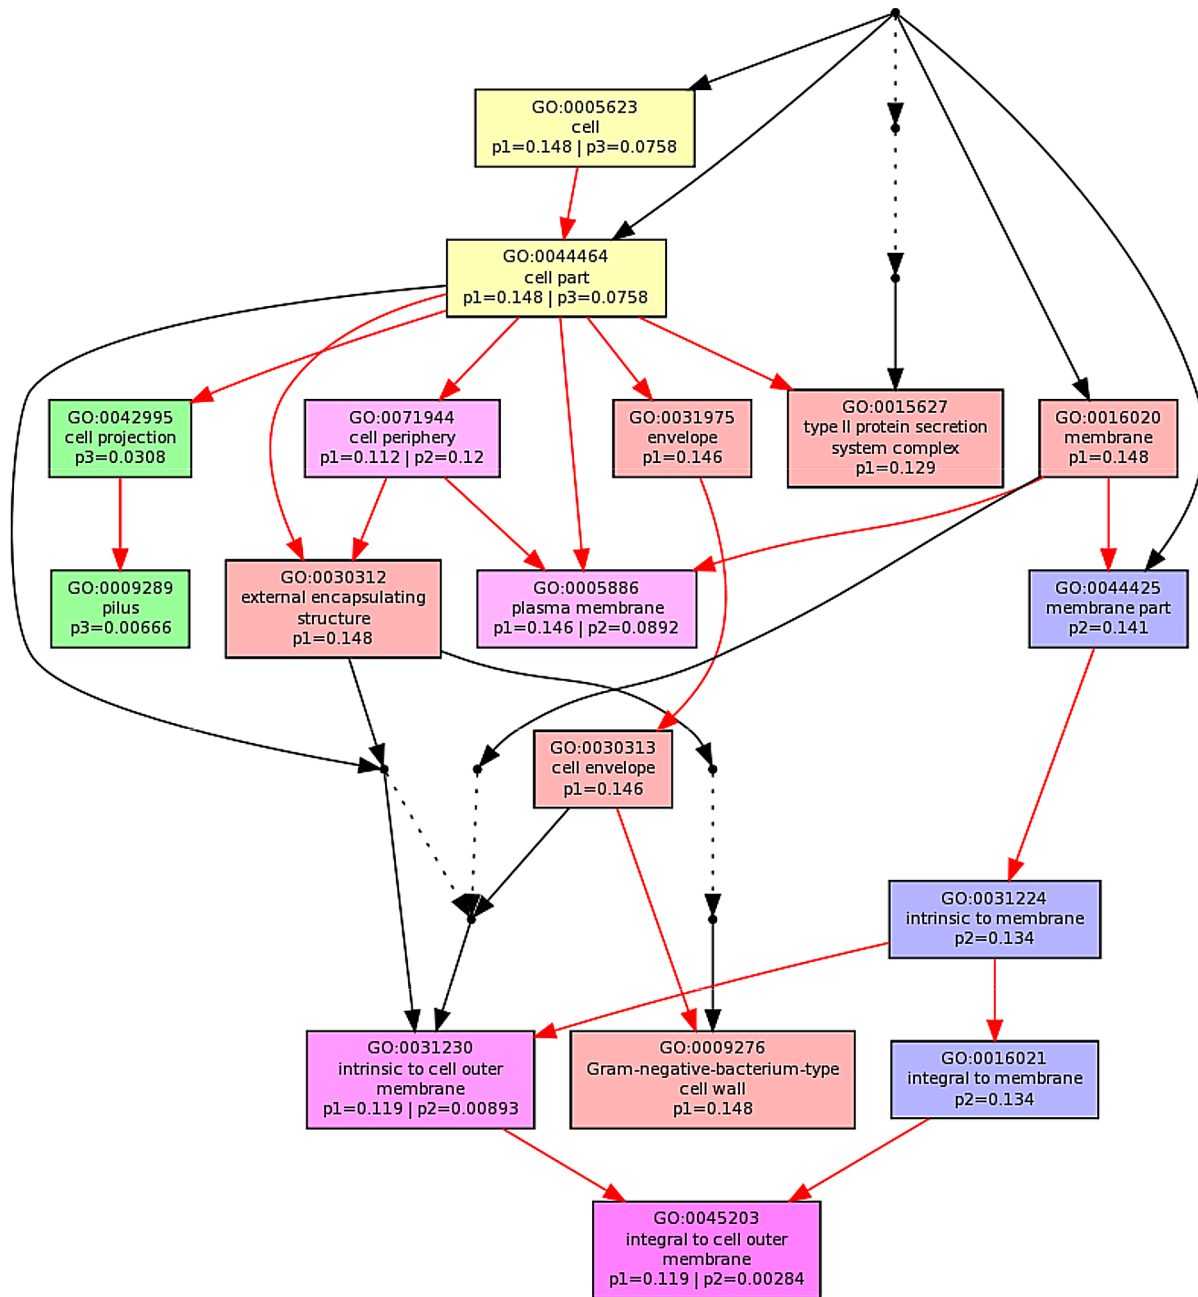 GO:0005623
cell
p1=0.148 | p3=0.0758
GO:0044464
cell part
p1=0.148 | p3=0.0758
GO:0042995
cell projection
p3=0.0308
GO:0071944
cell periphery
p1=0.112 | p2=0.12
GO:0031975
envelope
p1=0.146
GO:0015627
type II protein secretion
system complex
p1=0.129
GO:0016020
membrane
p1=0.148
GO:0009289
pilus
p3=0.00666
GO:0030312
external encapsulating
structure
p1=0.148
GO:0005886
plasma membrane
p1=0.146 | p2=0.0892
GO:0044425
membrane part
p2=0.141
GO:0030313
cell envelope
p1=0.146
GO:0031224
intrinsic to membrane
p2=0.134
GO:0031230
intrinsic to cell outer
membrane
p1=0.119 | p2=0.00893
GO:0009276
Gram-negative-bacterium-type
cell wall
p1=0.148
GO:0016021
integral to membrane
p2=0.134
GO:0045203
integral to cell outer
membrane
p1=0.119 | p2=0.00284